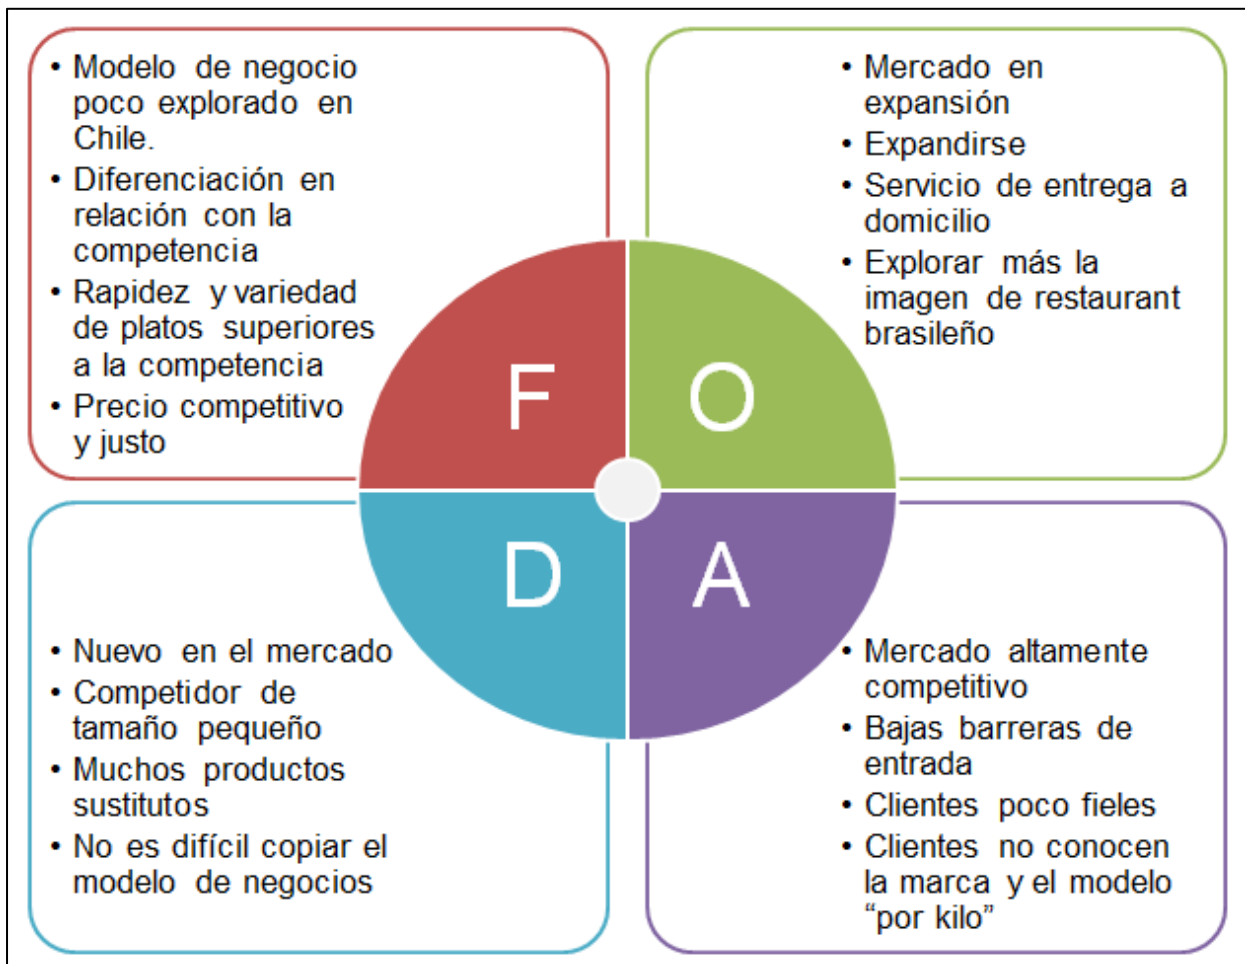 • Modelo de negocio
poco explorado en
Chile.
• Diferenciación en
relación con la
competencia
• Rapidez y variedad
de platos superiores
a la competencia
• Precio competitivo
y justo
• Mercado en
expansión
• Expandirse
• Servicio de entrega a
domicilio
• Explorar más la
imagen de restaurant
brasileño
F
O
D
A
• Nuevo en el mercado
• Competidor de
tamaño pequeño
• Muchos productos
sustitutos
• No es difícil copiar el
modelo de negocios
• Mercado altamente
competitivo
• Bajas barreras de
entrada
• Clientes poco fieles
• Clientes no conocen
la marca y el modelo
“por kilo”